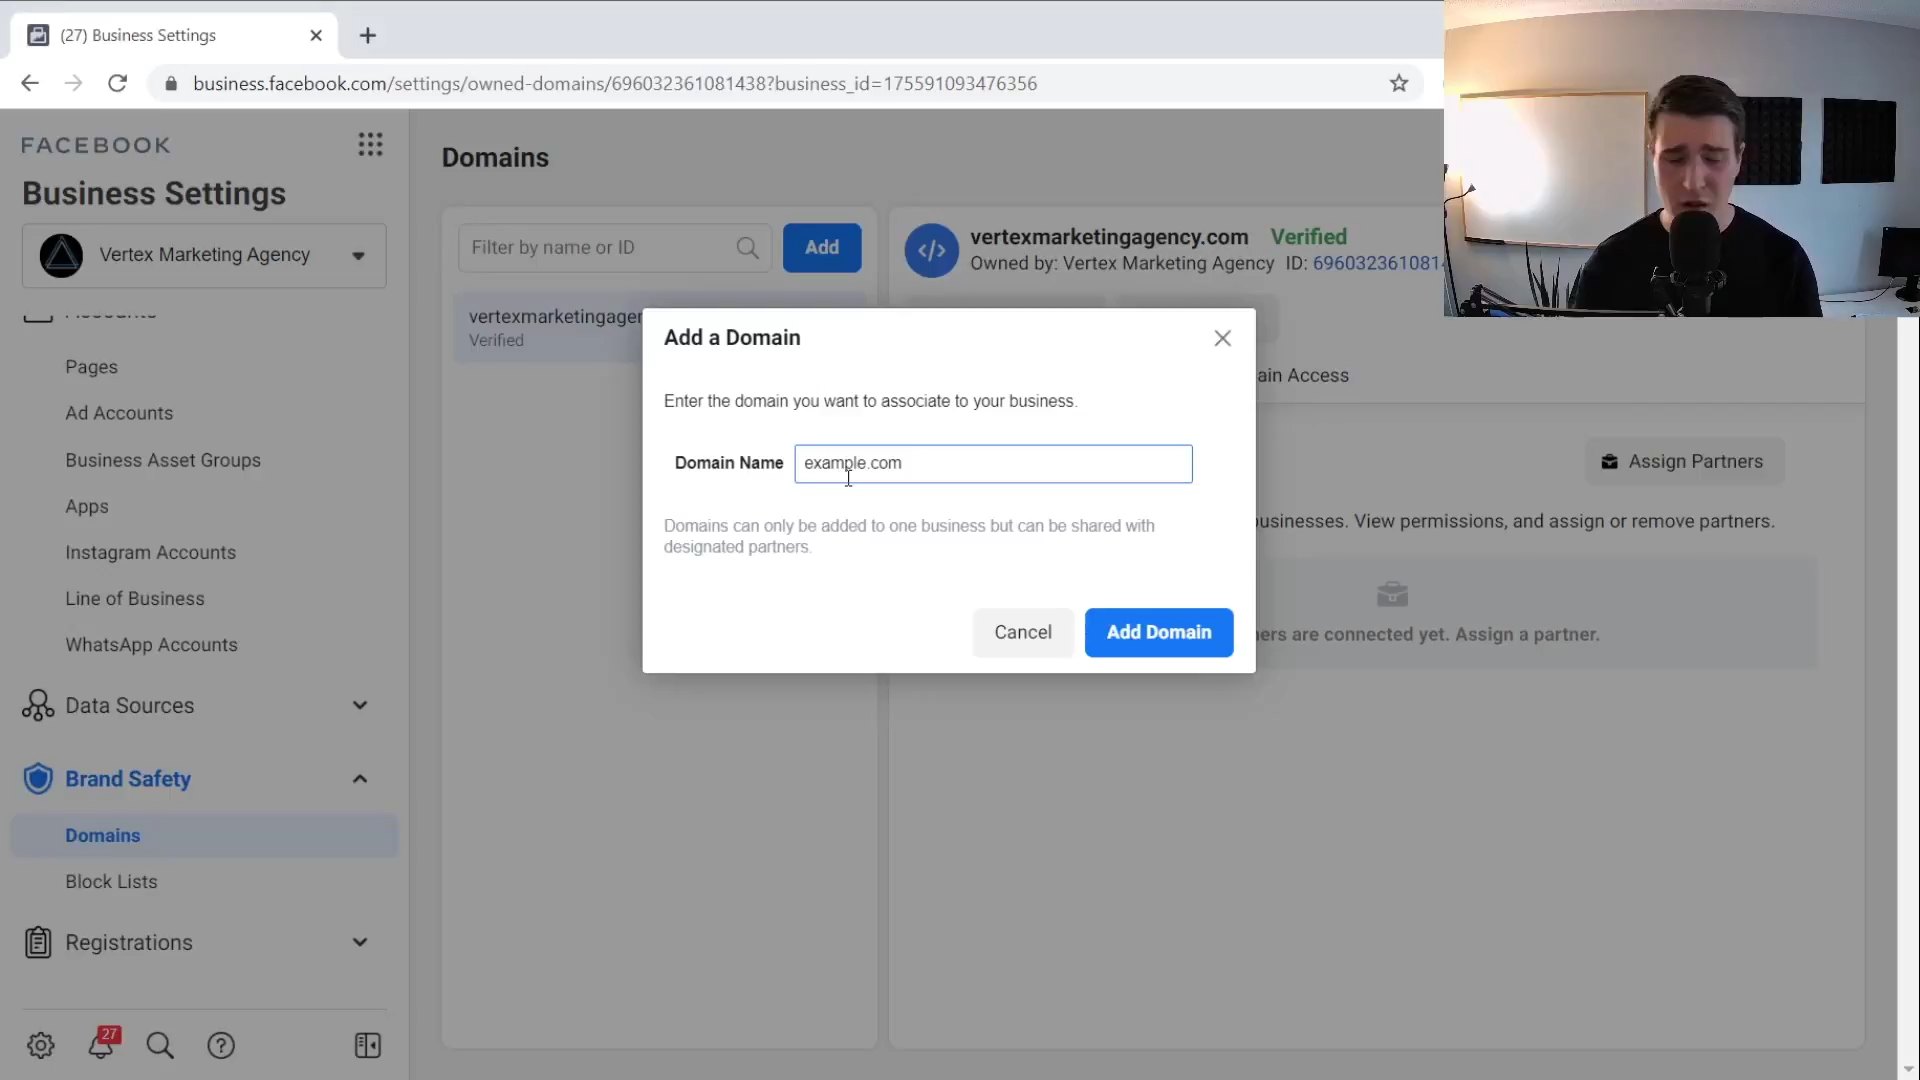 (27) Business Settings
business.facebook.com/settings/owned-domains/696032361081438?business_id=175591093476356
FACEBOOK
Business Settings
Vertex Marketing Agency
Accounts
Pages
Ad Accounts
Business Asset Groups
Apps
Instagram Accounts
Line of Business
WhatsApp Accounts
Data Sources
Brand Safety
Domains
Block Lists
Registrations
27
Domains
Filter by name or ID
Add
vertexmarketingagen
Verified
vertexmarketingagency.com Verified
Owned by: Vertex Marketing Agency ID: 6960323610814
ain Access
Assign Partners
businesses. View permissions, and assign or remove partners.
ers are connected yet. Assign a partner.
Add a Domain
Enter the domain you want to associate to your business.
Domain Name example.com
Domains can only be added to one business but can be shared with
designated partners.
Cancel
Add Domain